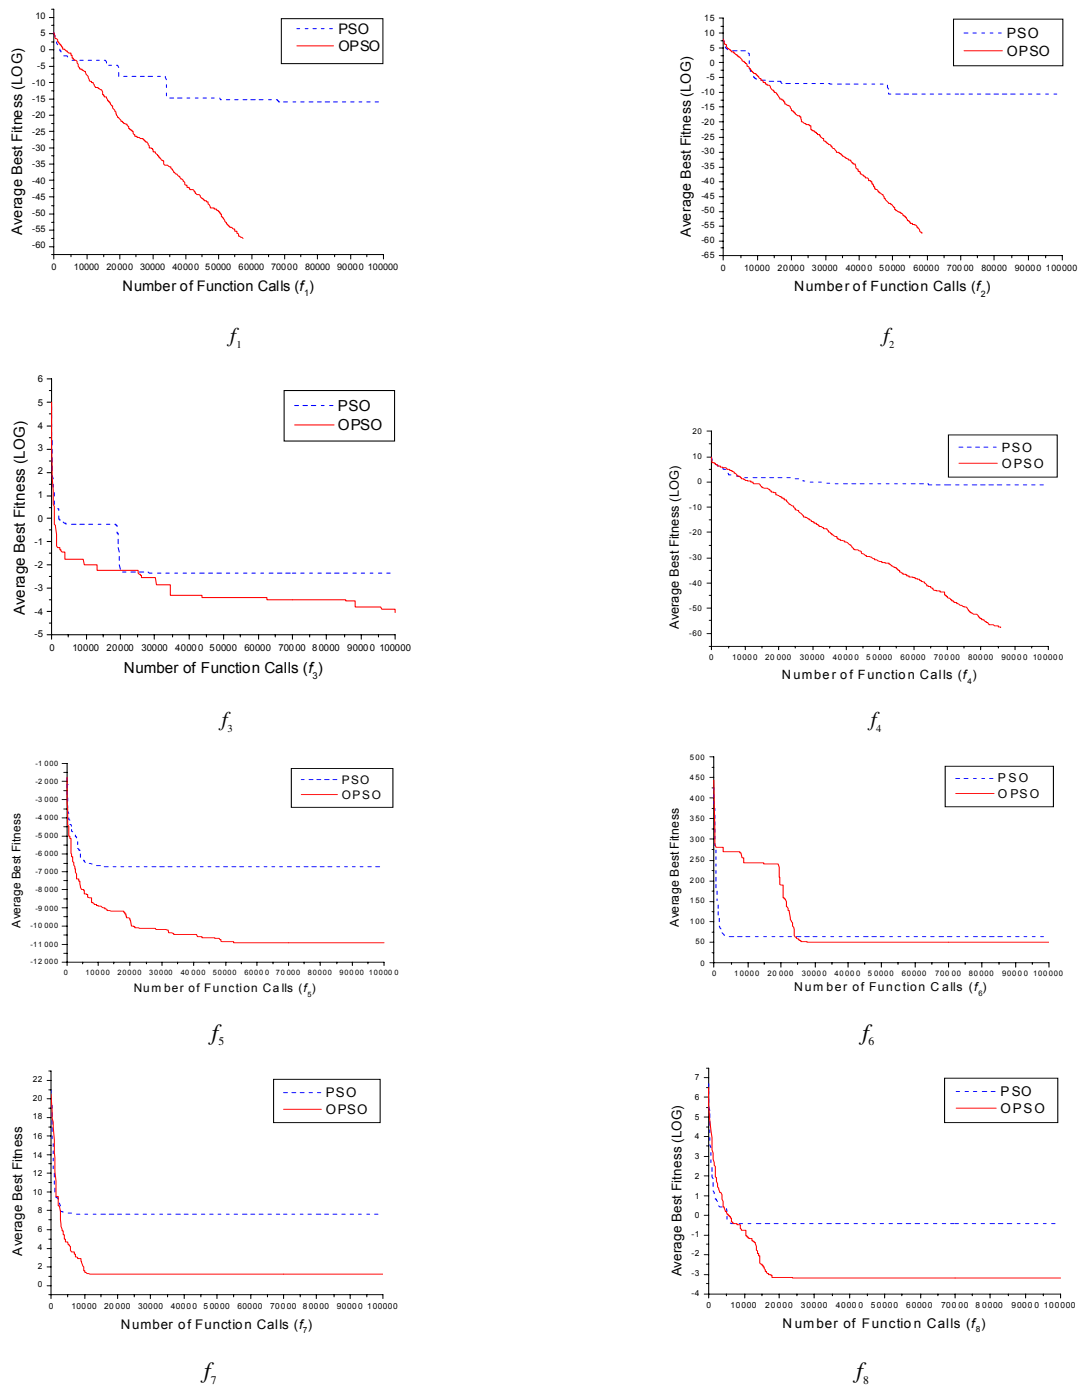 PSO
OPSO
Average Best Fitness (LOG)
10
5
0
-5
-10
-15
-20
-25
-30
-35
-40
-45
-50
-55
-60
0 10000 20000 30000 40000 50000 60000 70000 80000 90000 100000
Number of Function Calls (f1)
f1
PSO
OPSO
Average Best Fitness (LOG)
15
10
5
0
-5
-10
-15
-20
-25
-30
-35
-40
-45
-50
-55
-60
-65
0 10000 20000 30000 40000 50000 60000 70000 80000 90000 100000
Number of Function Calls (f2)
f2
PSO
OPSO
Average Best Fitness (LOG)
6
5
4
3
2
1
0
-1
-2
-3
-4
-5
0 10000 20000 30000 40000 50000 60000 70000 80000 90000 100000
Number of Function Calls (f3)
f3
PSO
OPSO
Average Best Fitness (LOG)
20
10
0
-10
-20
-30
-40
-50
-60
0 10000 20000 30000 40000 50000 60000 70000 80000 90000 100000
Number of Function Calls (f4)
f4
PSO
OPSO
Average Best Fitness
-1000
-2000
-3000
-4000
-5000
-6000
-7000
-8000
-9000
-10000
-11000
-12000
0 10000 20000 30000 40000 50000 60000 70000 80000 90000 100000
Number of Function Calls (f5)
f5
PSO
OPSO
Average Best Fitness
500
450
400
350
300
250
200
150
100
50
0
0 10000 20000 30000 40000 50000 60000 70000 80000 90000 100000
Number of Function Calls (f6)
f6
PSO
OPSO
Average Best Fitness
22
20
18
16
14
12
10
8
6
4
2
0
0 10000 20000 30000 40000 50000 60000 70000 80000 90000 100000
Number of Function Calls (f7)
f7
PSO
OPSO
Average Best Fitness (LOG)
7
6
5
4
3
2
1
0
-1
-2
-3
-4
0 10000 20000 30000 40000 50000 60000 70000 80000 90000 100000
Number of Function Calls (f8)
f8